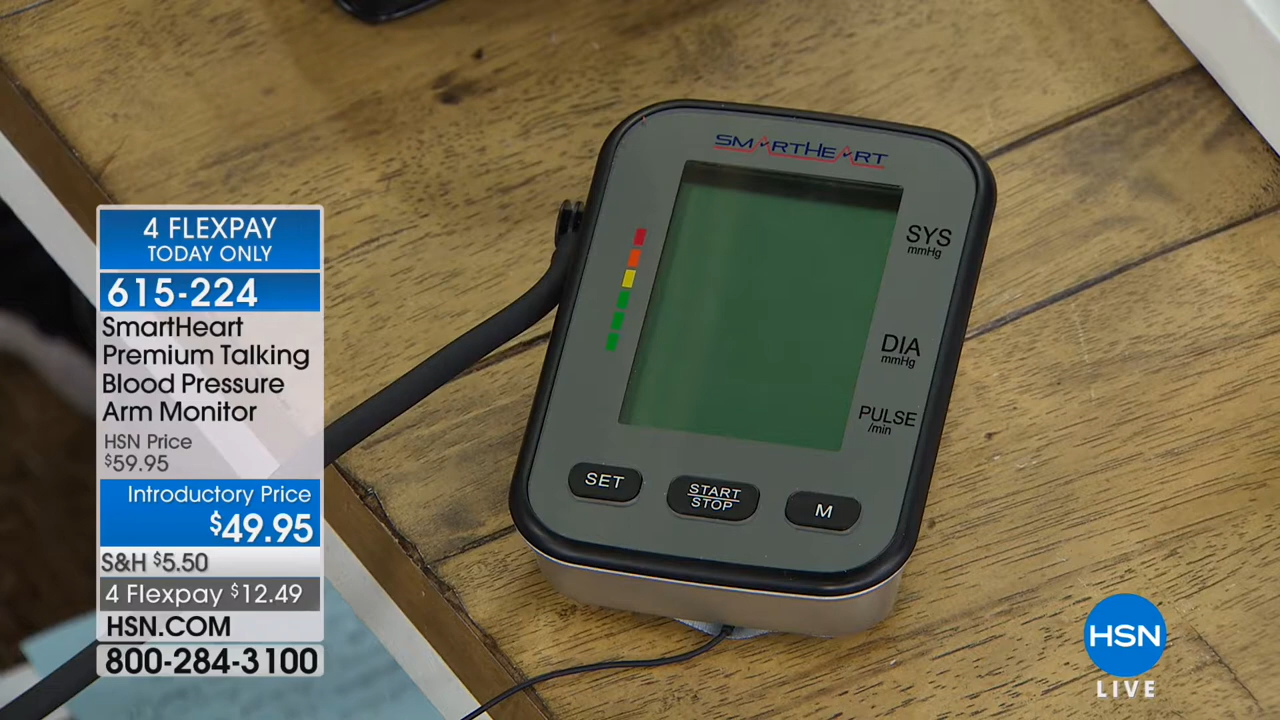 4 FLEXPAY
TODAY ONLY
615-224
SmartHeart
Premium Talking
Blood Pressure
Arm Monitor
HSN Price
$59.95
Introductory Price
$49.95
S&H $5.50
4 Flexpay $12.49
HSN.COM
800-284-3100
SMARTHEART
SYS
mmHg
DIA
mmHg
PULSE
/min
SET
START
STOP
M
HSN
LIVE